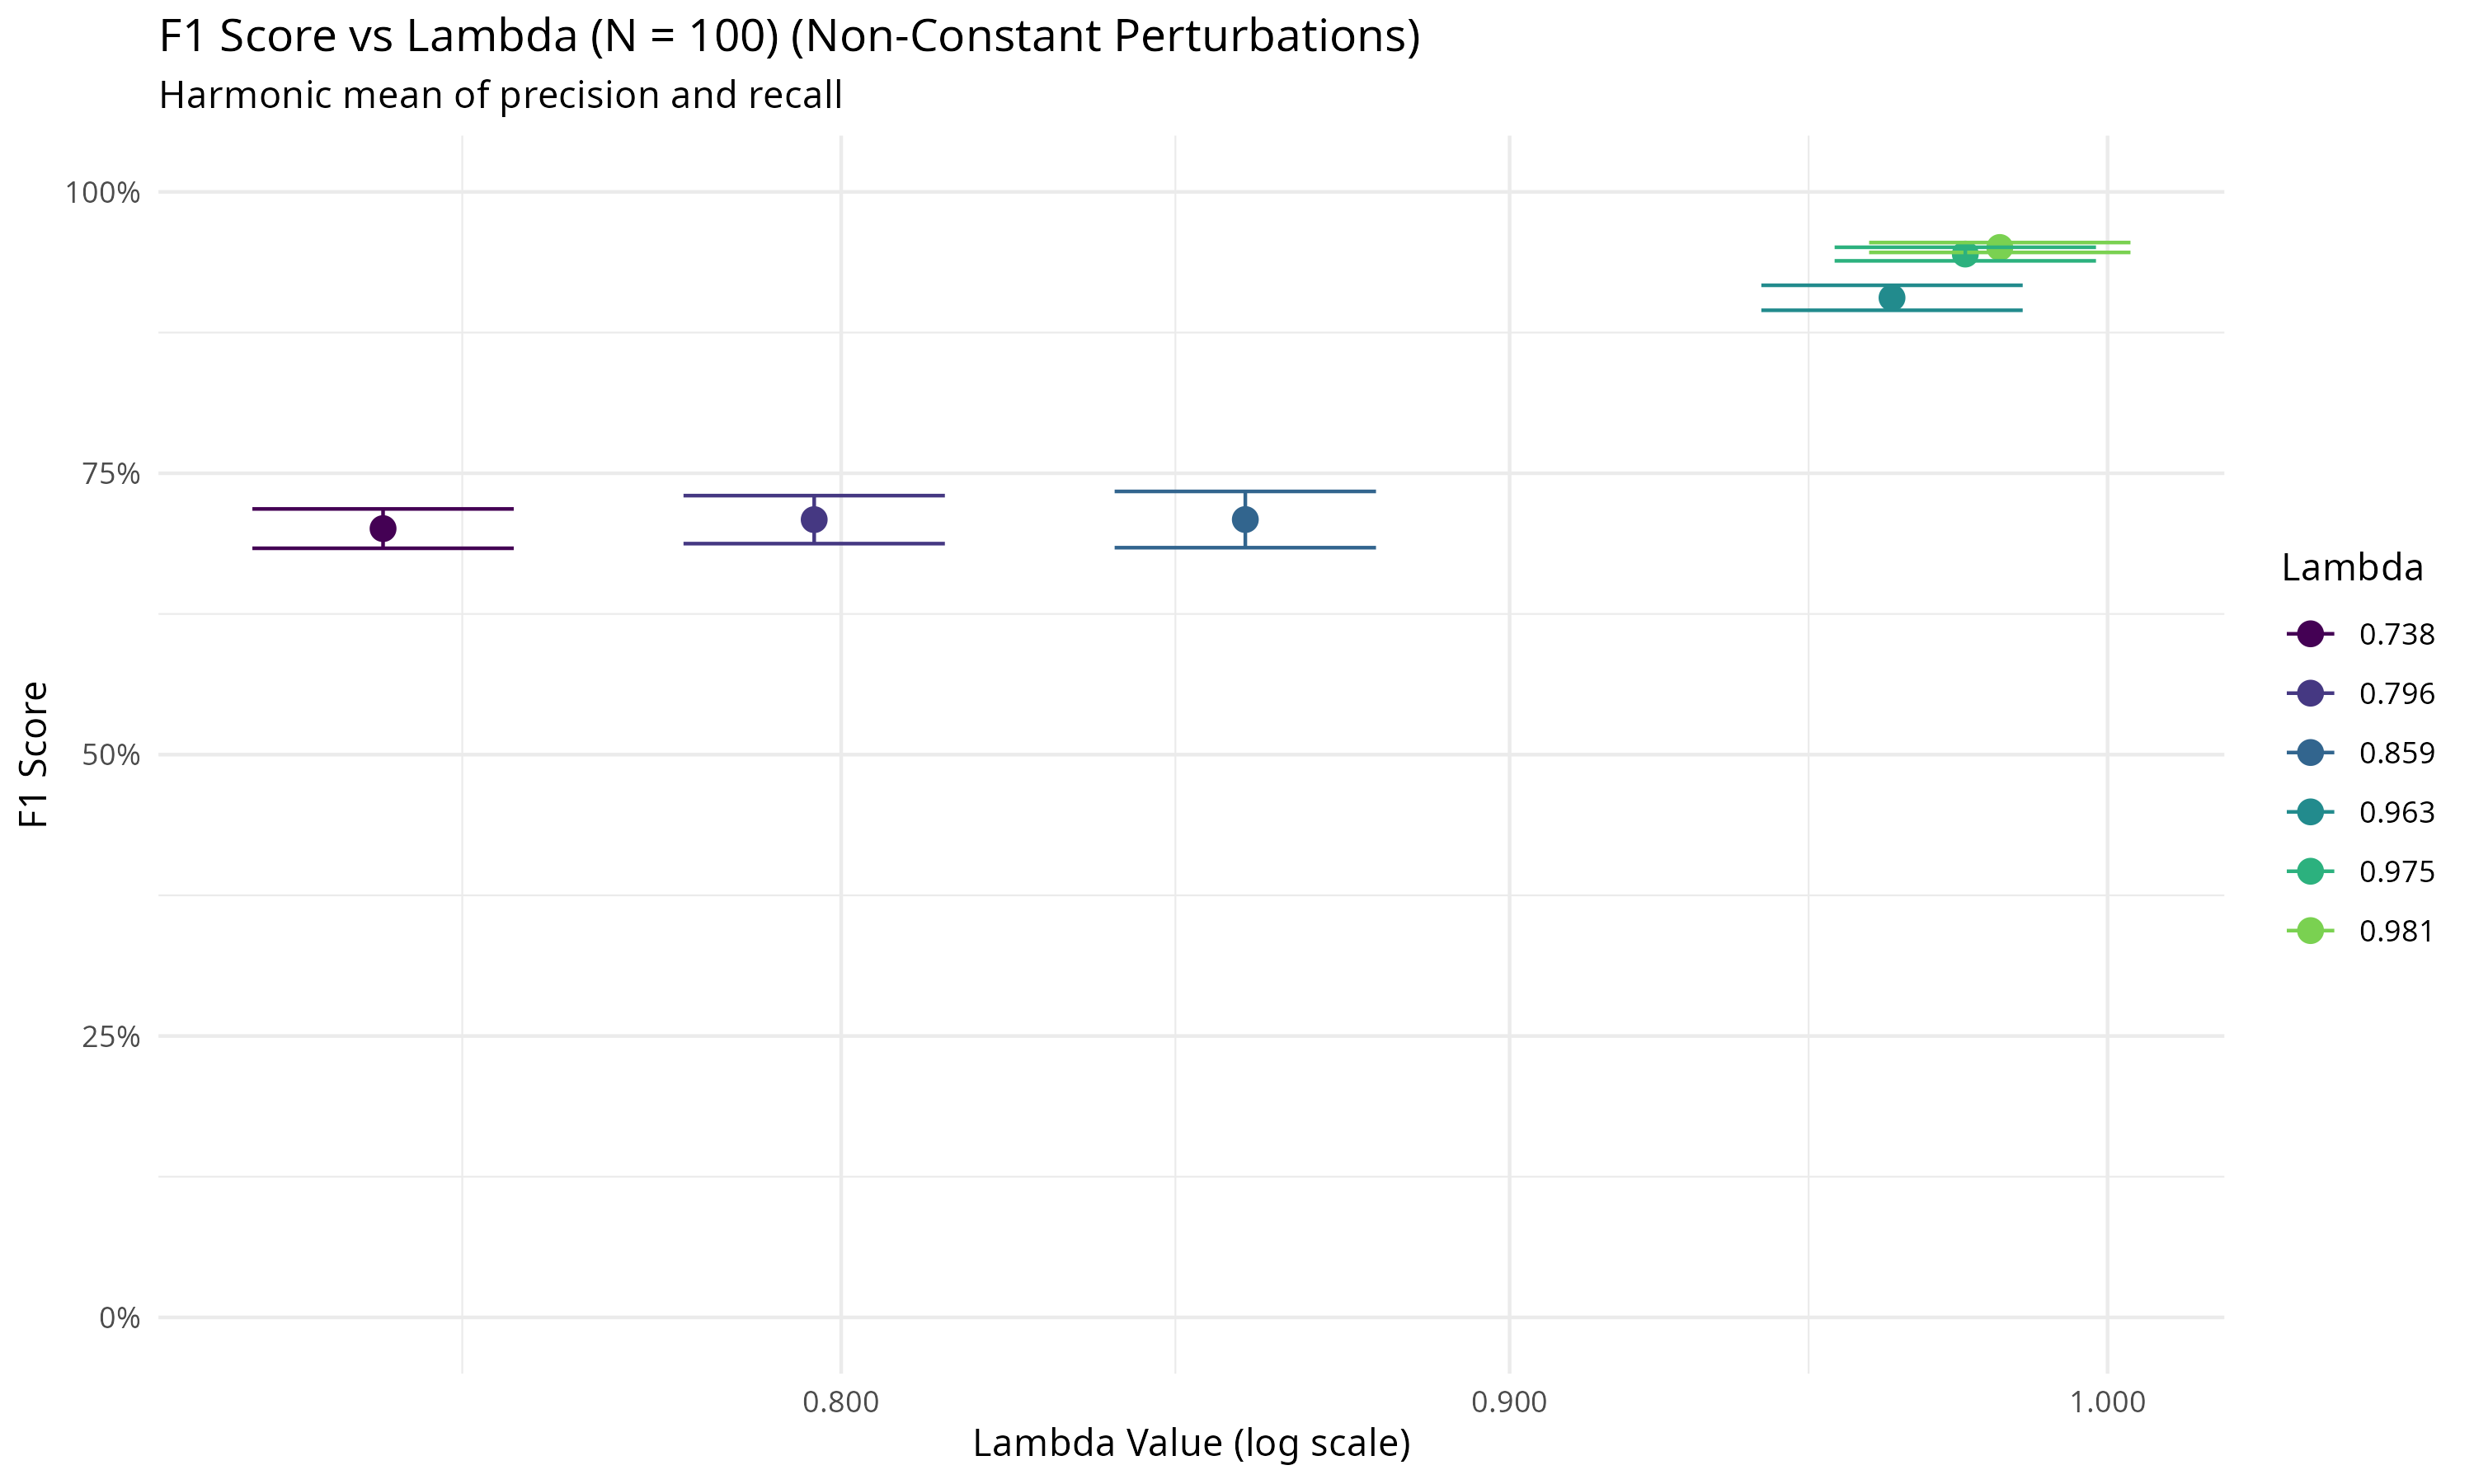 F1 Score vs Lambda (N = 100) (Non-Constant Perturbations)
Harmonic mean of precision and recall
100%
75%
50%
25%
0%
F1 Score
0.800
0.900
1.000
Lambda Value (log scale)
Lambda
0.738
0.796
0.859
0.963
0.975
0.981